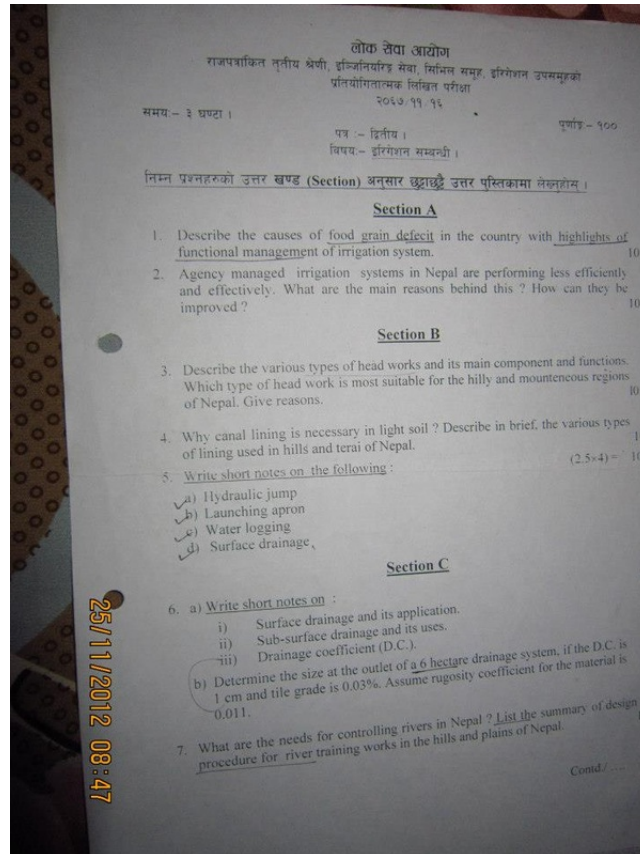 लोक सेवा आयोग
राजपत्रांकित तृतीय श्रेणी, इञ्जिनियरिङ्ग सेवा, सिभिल समूह, इरिगेशन उपसमूहको
प्रतियोगितात्मक लिखित परीक्षा
२०६७।११।१६
समय:- ३ घण्टा ।
पूर्णाङ्क:- १००
पत्र :- द्वितीय ।
विषय:- इरिगेशन सम्बन्धी ।
निम्न प्रश्नहरुको उत्तर खण्ड (Section) अनुसार छुट्टाछुट्टै उत्तर पुस्तिकामा लेख्नुहोस् ।
Section A
1. Describe the causes of food grain defecit in the country with highlights of
functional management of irrigation system. 10
2. Agency managed irrigation systems in Nepal are performing less efficiently
and effectively. What are the main reasons behind this ? How can they be
improved ? 10
Section B
3. Describe the various types of head works and its main component and functions.
Which type of head work is most suitable for the hilly and mounteneous regions
of Nepal. Give reasons. 10
4. Why canal lining is necessary in light soil ? Describe in brief, the various types
of lining used in hills and terai of Nepal. 1
5. Write short notes on the following : (2.5×4) = 10
a) Hydraulic jump
b) Launching apron
c) Water logging
d) Surface drainage
Section C
6. a) Write short notes on :
i) Surface drainage and its application.
ii) Sub-surface drainage and its uses.
iii) Drainage coefficient (D.C.).
b) Determine the size at the outlet of a 6 hectare drainage system, if the D.C. is
1 cm and tile grade is 0.03%. Assume rugosity coefficient for the material is
0.011.
7. What are the needs for controlling rivers in Nepal ? List the summary of design
procedure for river training works in the hills and plains of Nepal.
Contd./ ....
25/11/2012 08:47